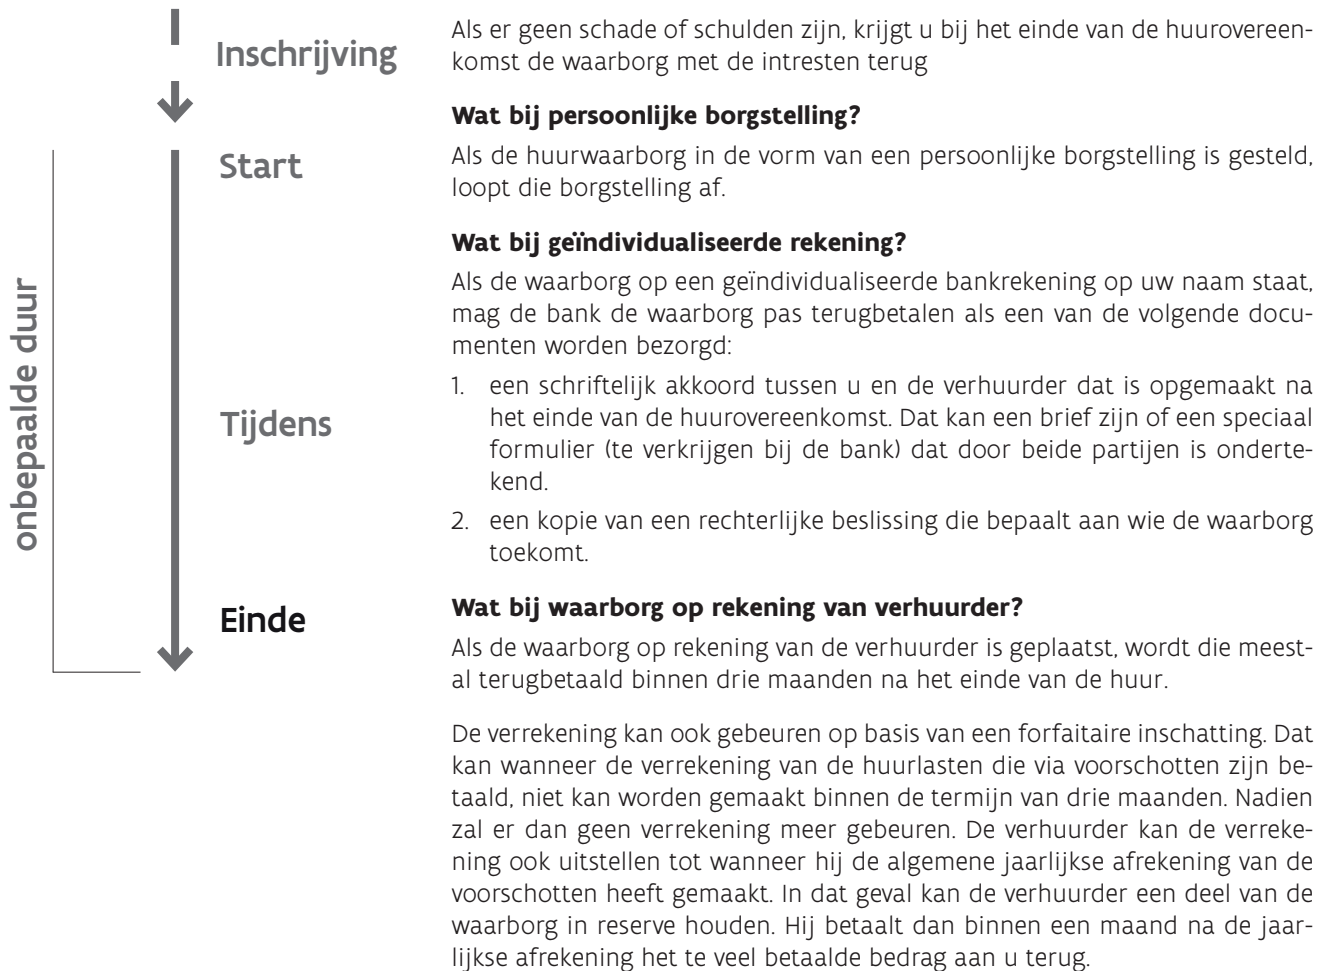 Inschrijving
Start
onbepaalde duur
Tijdens
Einde
Als er geen schade of schulden zijn, krijgt u bij het einde van de huurovereen-
komst de waarborg met de intresten terug
Wat bij persoonlijke borgstelling?
Als de huurwaarborg in de vorm van een persoonlijke borgstelling is gesteld,
loopt die borgstelling af.
Wat bij geïndividualiseerde rekening?
Als de waarborg op een geïndividualiseerde bankrekening op uw naam staat,
mag de bank de waarborg pas terugbetalen als een van de volgende docu-
menten worden bezorgd:
1. een schriftelijk akkoord tussen u en de verhuurder dat is opgemaakt na
het einde van de huurovereenkomst. Dat kan een brief zijn of een speciaal
formulier (te verkrijgen bij de bank) dat door beide partijen is onderte-
kend.
2. een kopie van een rechterlijke beslissing die bepaalt aan wie de waarborg
toekomt.
Wat bij waarborg op rekening van verhuurder?
Als de waarborg op rekening van de verhuurder is geplaatst, wordt die meest-
al terugbetaald binnen drie maanden na het einde van de huur.
De verrekening kan ook gebeuren op basis van een forfaitaire inschatting. Dat
kan wanneer de verrekening van de huurlasten die via voorschotten zijn be-
taald, niet kan worden gemaakt binnen de termijn van drie maanden. Nadien
zal er dan geen verrekening meer gebeuren. De verhuurder kan de verreke-
ning ook uitstellen tot wanneer hij de algemene jaarlijkse afrekening van de
voorschotten heeft gemaakt. In dat geval kan de verhuurder een deel van de
waarborg in reserve houden. Hij betaalt dan binnen een maand na de jaar-
lijkse afrekening het te veel betaalde bedrag aan u terug.